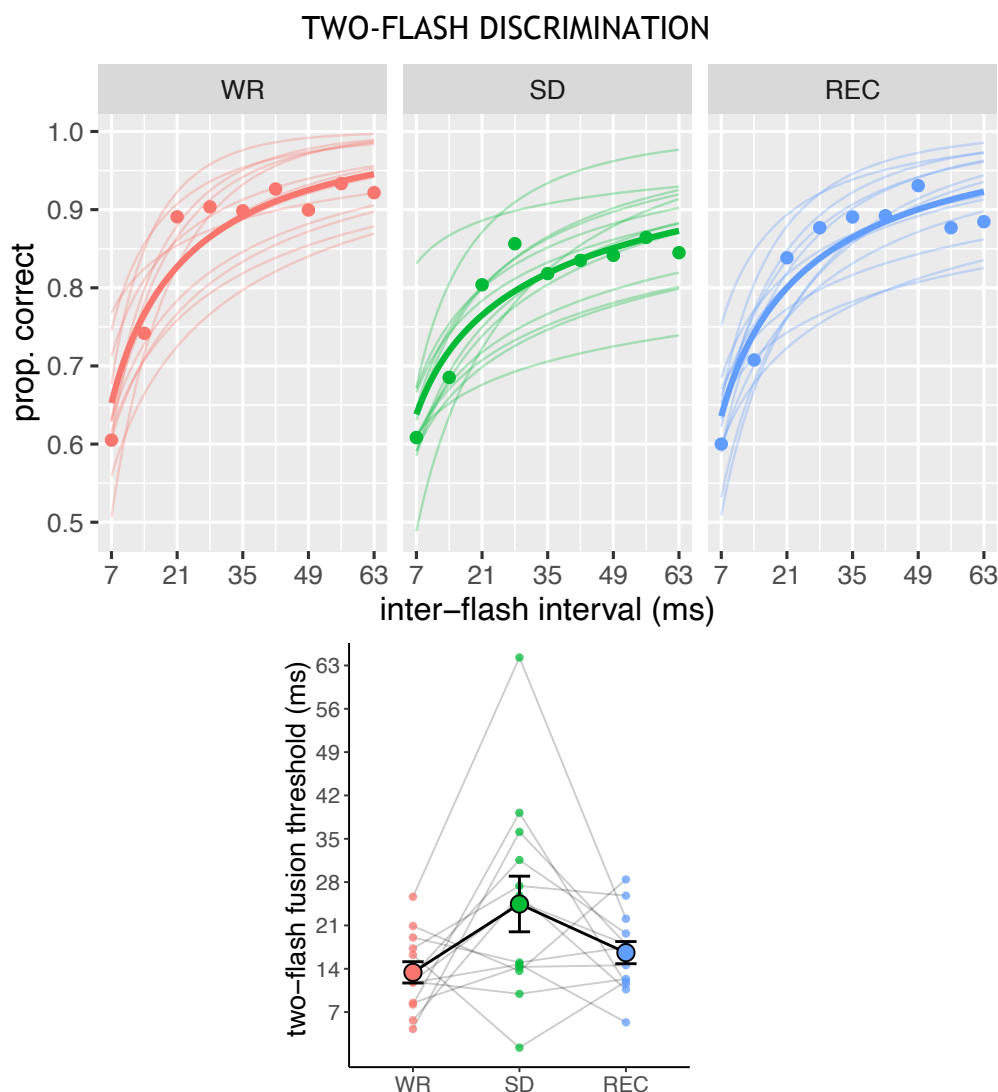 TWO-FLASH DISCRIMINATION
WR SD REC
prop. correct
1.0
0.9
0.8
0.7
0.6
0.5
7 21 35 49 63 7 21 35 49 63 7 21 35 49 63
inter−flash interval (ms)
two−flash fusion threshold (ms)
63
56
49
42
35
28
21
14
7
WR SD REC